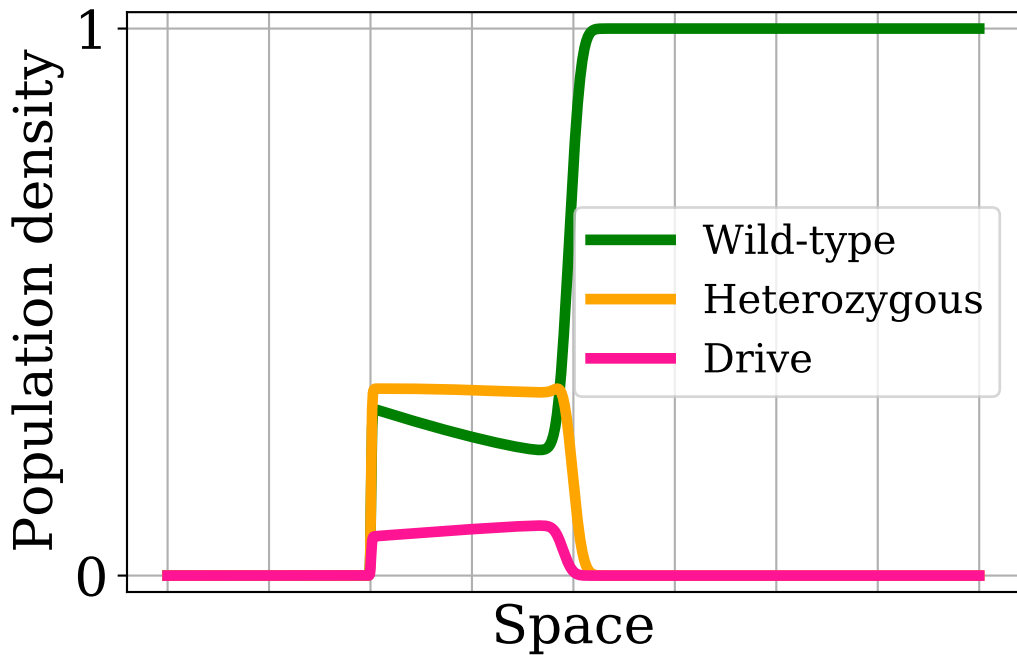 Population density
1
0
Wild-type
Heterozygous
Drive
Space